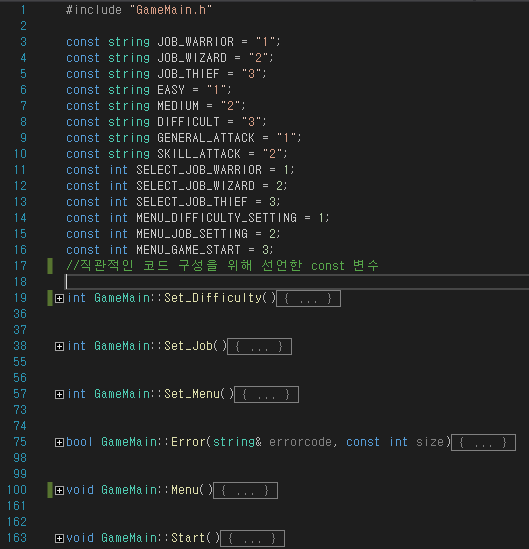 1 #include "GameMain.h"
2
3 const string JOB_WARRIOR = "1";
4 const string JOB_WIZARD = "2";
5 const string JOB_THIEF = "3";
6 const string EASY = "1";
7 const string MEDIUM = "2";
8 const string DIFFICULT = "3";
9 const string GENERAL_ATTACK = "1";
10 const string SKILL_ATTACK = "2";
11 const int SELECT_JOB_WARRIOR = 1;
12 const int SELECT_JOB_WIZARD = 2;
13 const int SELECT_JOB_THIEF = 3;
14 const int MENU_DIFFICULTY_SETTING = 1;
15 const int MENU_JOB_SETTING = 2;
16 const int MENU_GAME_START = 3;
17 //직관적인 코드 구성을 위해 선언한 const 변수
18
19 int GameMain::Set_Difficulty() { ... }
36
37
38 int GameMain::Set_Job() { ... }
55
56
57 int GameMain::Set_Menu() { ... }
73
74
75 bool GameMain::Error(string& errorcode, const int size) { ... }
98
99
100 void GameMain::Menu() { ... }
161
162
163 void GameMain::Start() { ... }